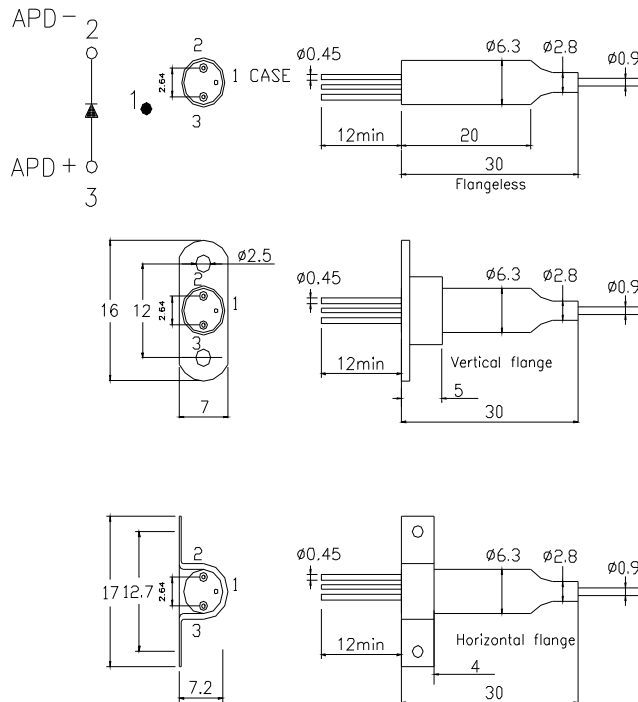 APD-
2
1
APD+
3
2
2.64
1 CASE
3
ø0.45
ø6.3
ø2.8
ø0.9
12min
20
30
Flangeless
ø2.5
2
16
12
2.64
1
3
7
ø0.45
ø6.3
ø2.8
ø0.9
12min
Vertical flange
5
30
2
17
12.7
2.64
1
3
7.2
ø0.45
ø6.3
ø2.8
ø0.9
12min
Horizontal flange
4
30